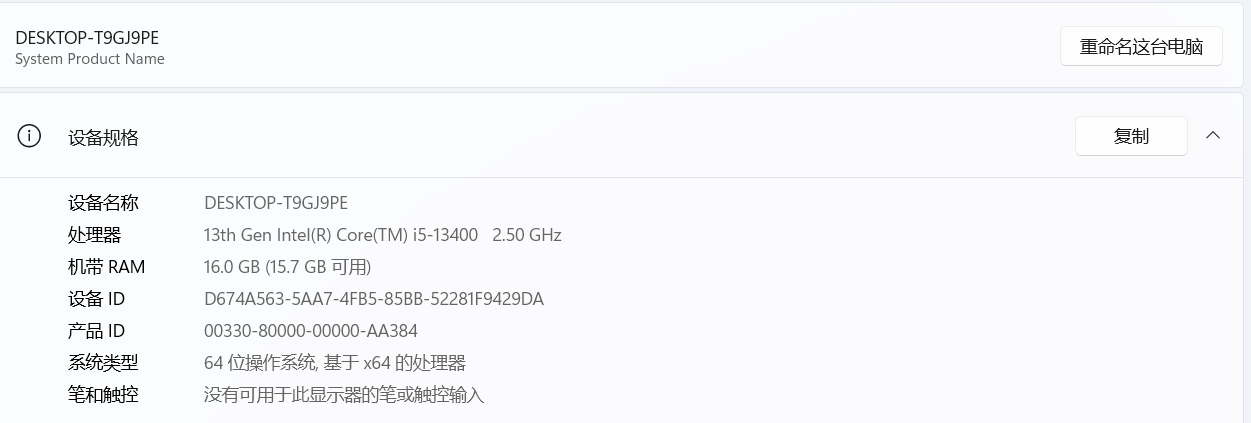 DESKTOP-T9GJ9PE
System Product Name
重命名这台电脑
设备规格
复制
设备名称 DESKTOP-T9GJ9PE
处理器 13th Gen Intel(R) Core(TM) i5-13400 2.50 GHz
机带 RAM 16.0 GB (15.7 GB 可用)
设备 ID D674A563-5AA7-4FB5-85BB-52281F9429DA
产品 ID 00330-80000-00000-AA384
系统类型 64 位操作系统, 基于 x64 的处理器
笔和触控 没有可用于此显示器的笔或触控输入